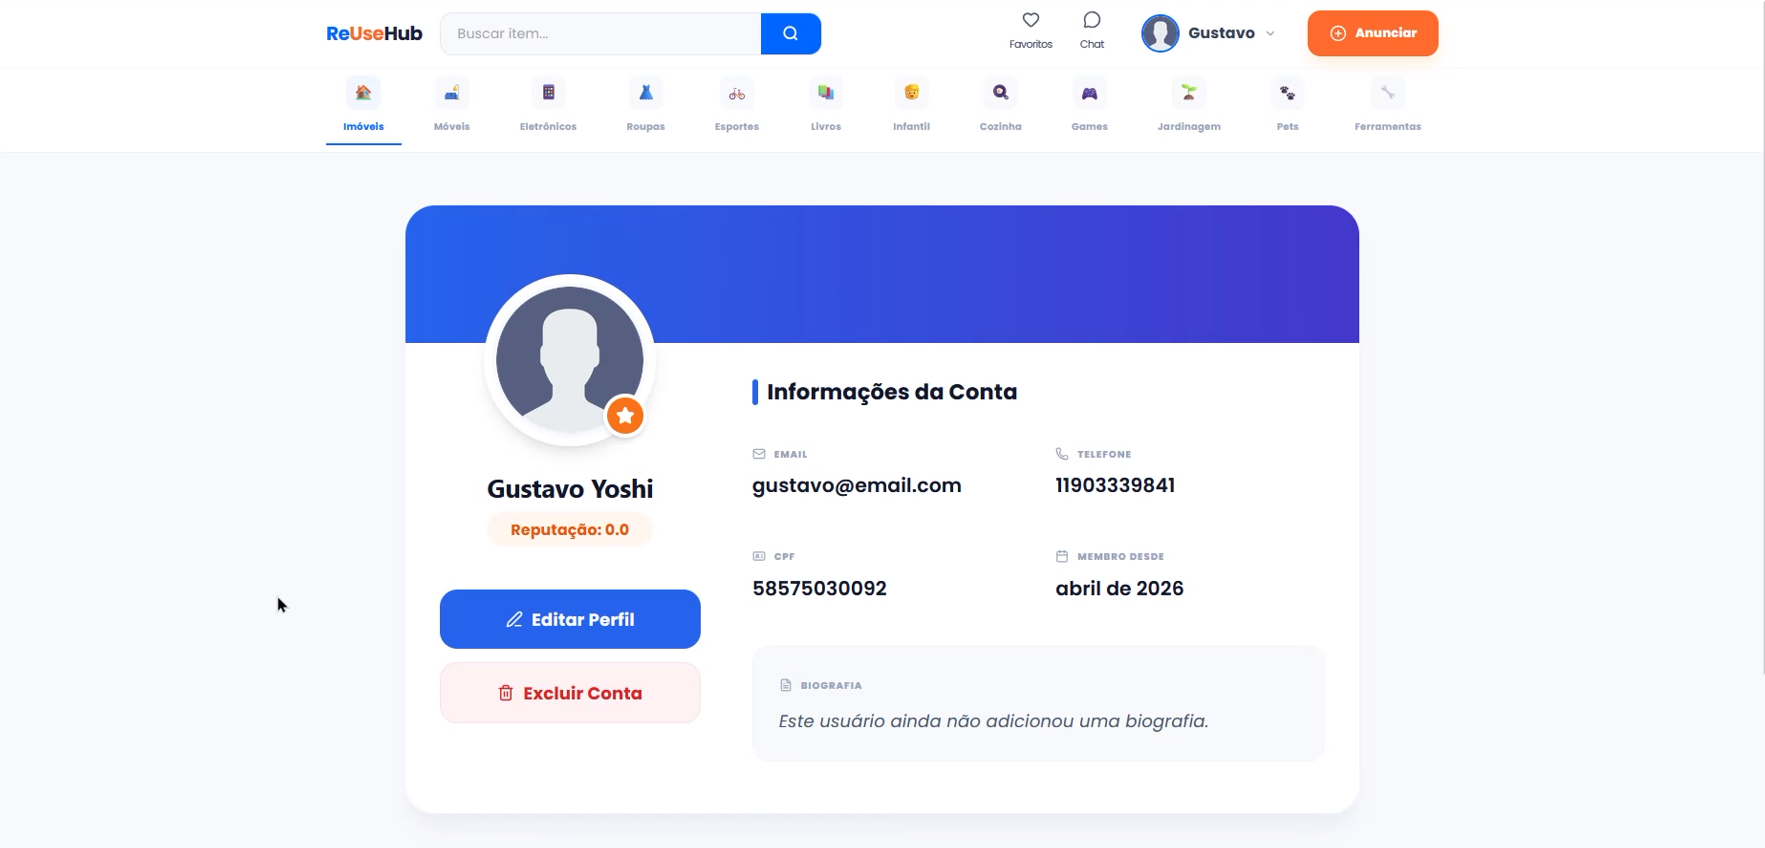 ReUseHub
Buscar item...
Favoritos
Chat
Gustavo
Anunciar
Imóveis
Móveis
Eletrônicos
Roupas
Esportes
Livros
Infantil
Cozinha
Games
Jardinagem
Pets
Ferramentas
Gustavo Yoshi
Reputação: 0.0
Editar Perfil
Excluir Conta
Informações da Conta
EMAIL
gustavo@email.com
TELEFONE
11903339841
CPF
58575030092
MEMBRO DESDE
abril de 2026
BIOGRAFIA
Este usuário ainda não adicionou uma biografia.